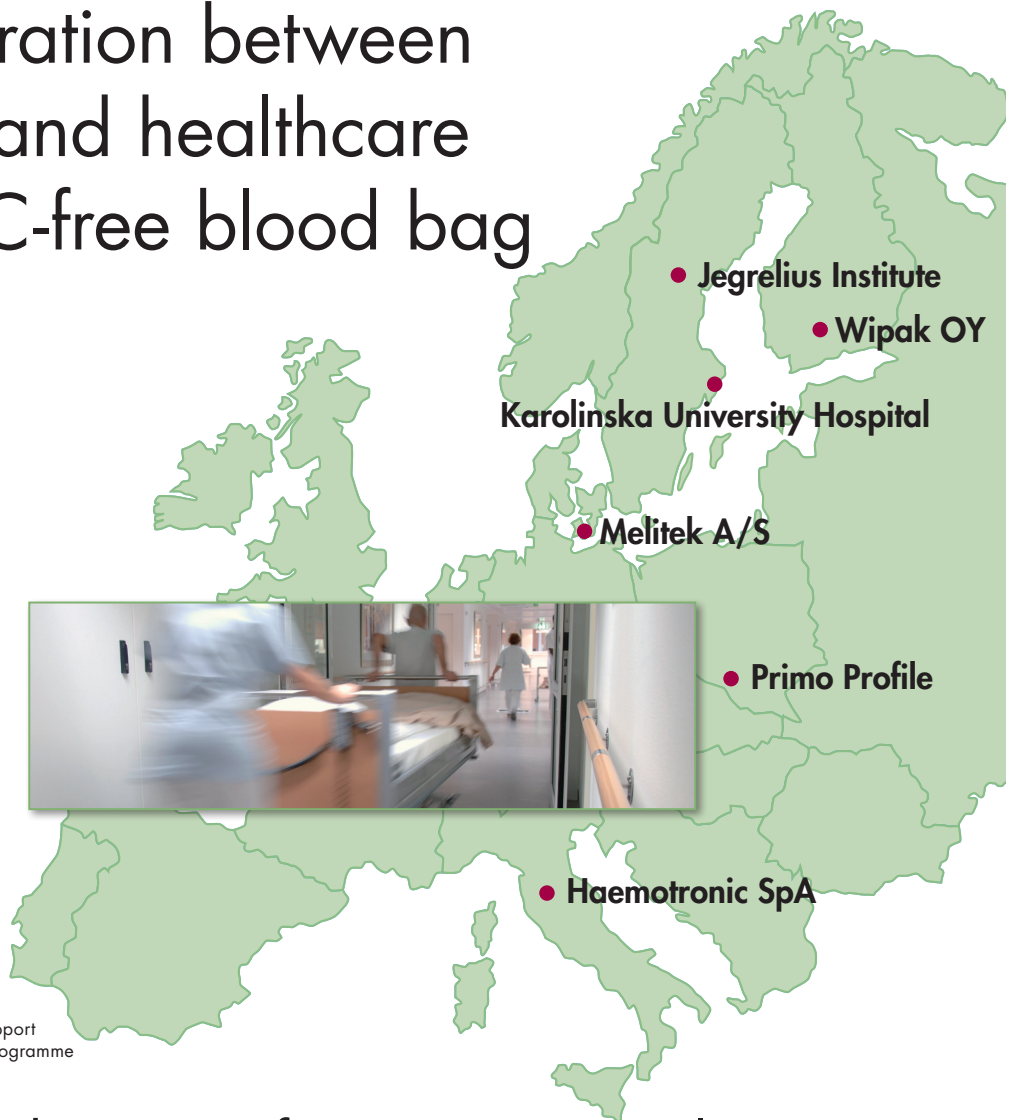 ration between
and healthcare
C-free blood bag
Jegrelius Institute
Wipak OY
Karolinska University Hospital
Melitek A/S
Primo Profile
Haemotronic SpA
port
ogramme